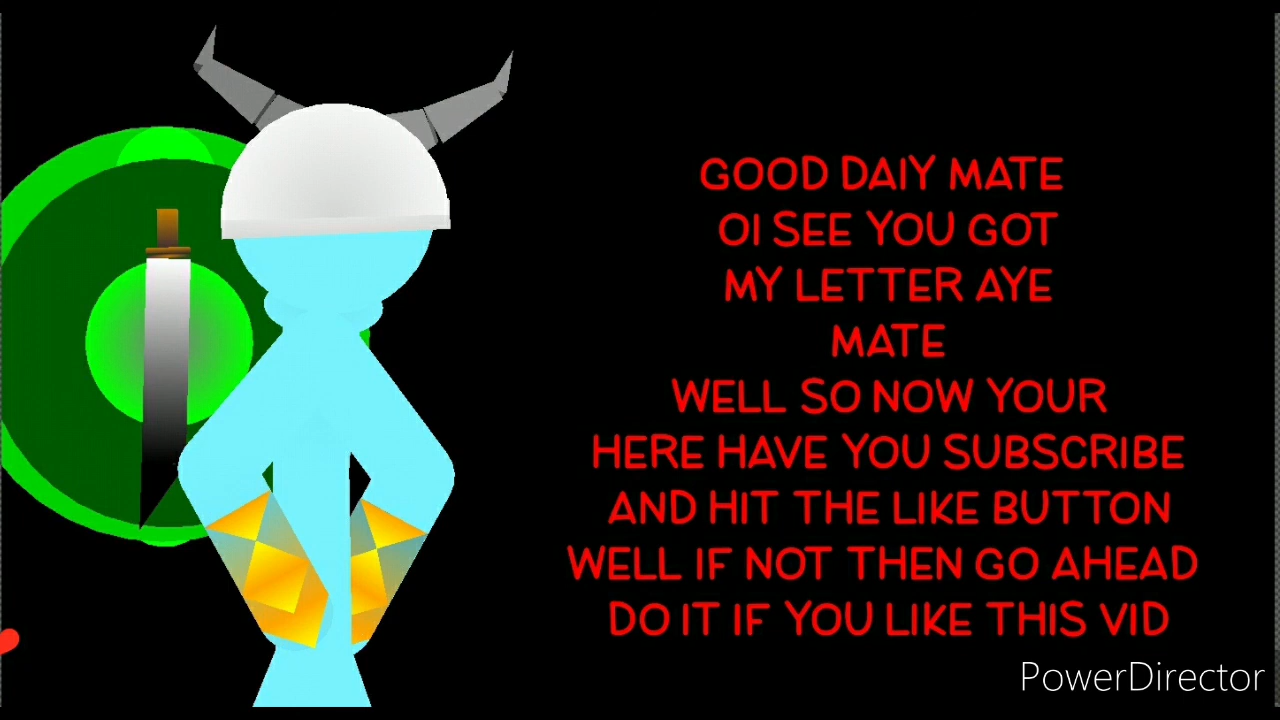 GOOD DAIY MATE
OI SEE YOU GOT
MY LETTER AYE
MATE
WELL SO NOW YOUR
HERE HAVE YOU SUBSCRIBE
AND HIT THE LIKE BUTTON
WELL IF NOT THEN GO AHEAD
DO IT IF YOU LIKE THIS VID
PowerDirector